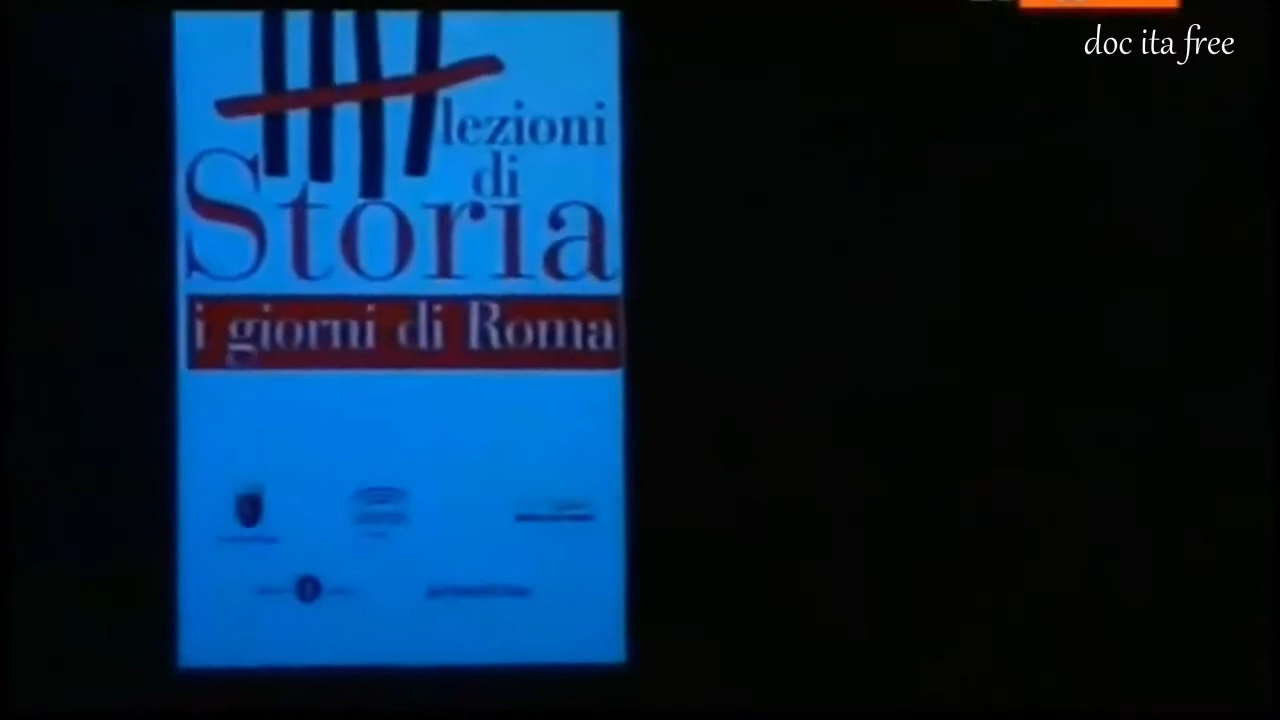 doc ita free
lezioni
di
Storia
i giorni di Roma